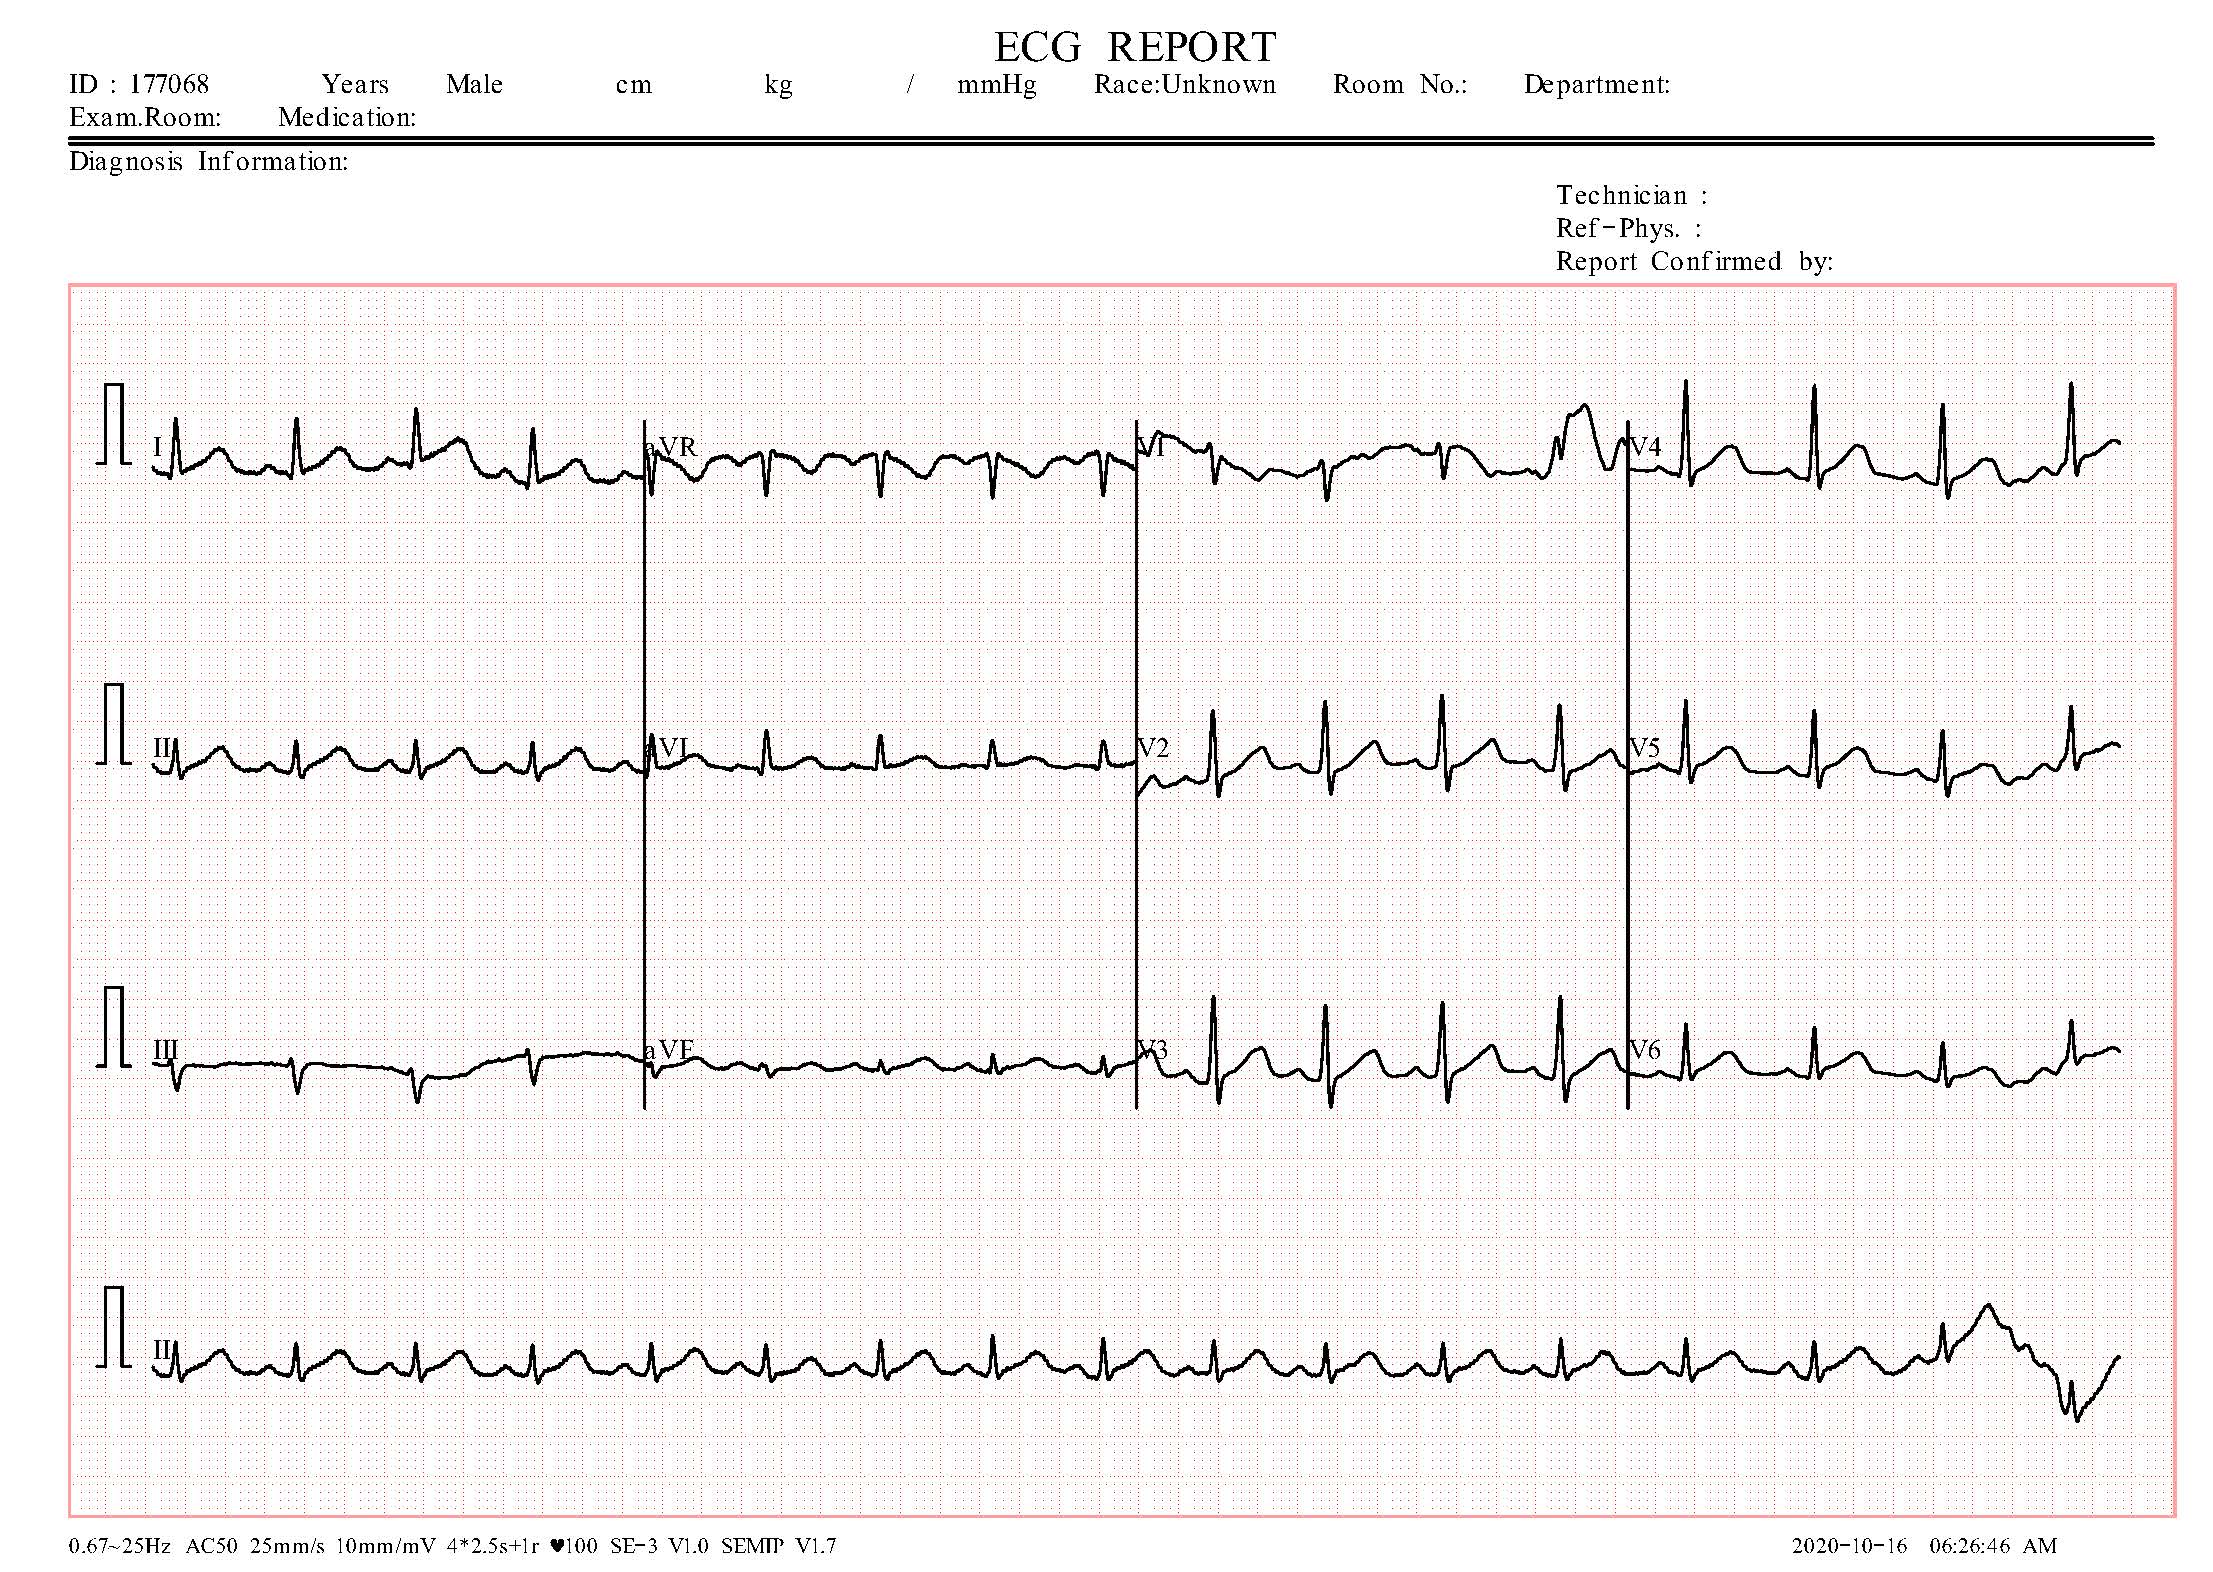 ECG REPORT
ID : 177068 Years Male cm kg / mmHg Race:Unknown Room No.: Department:
Exam.Room: Medication:
Diagnosis Information:
Technician :
Ref-Phys. :
Report Confirmed by:
I aVR V1 V4
II aVL V2 V5
III aVF V3 V6
II
0.67~25Hz AC50 25mm/s 10mm/mV 4*2.5s+1r ♥100 SE-3 V1.0 SEMIP V1.7 2020-10-16 06:26:46 AM